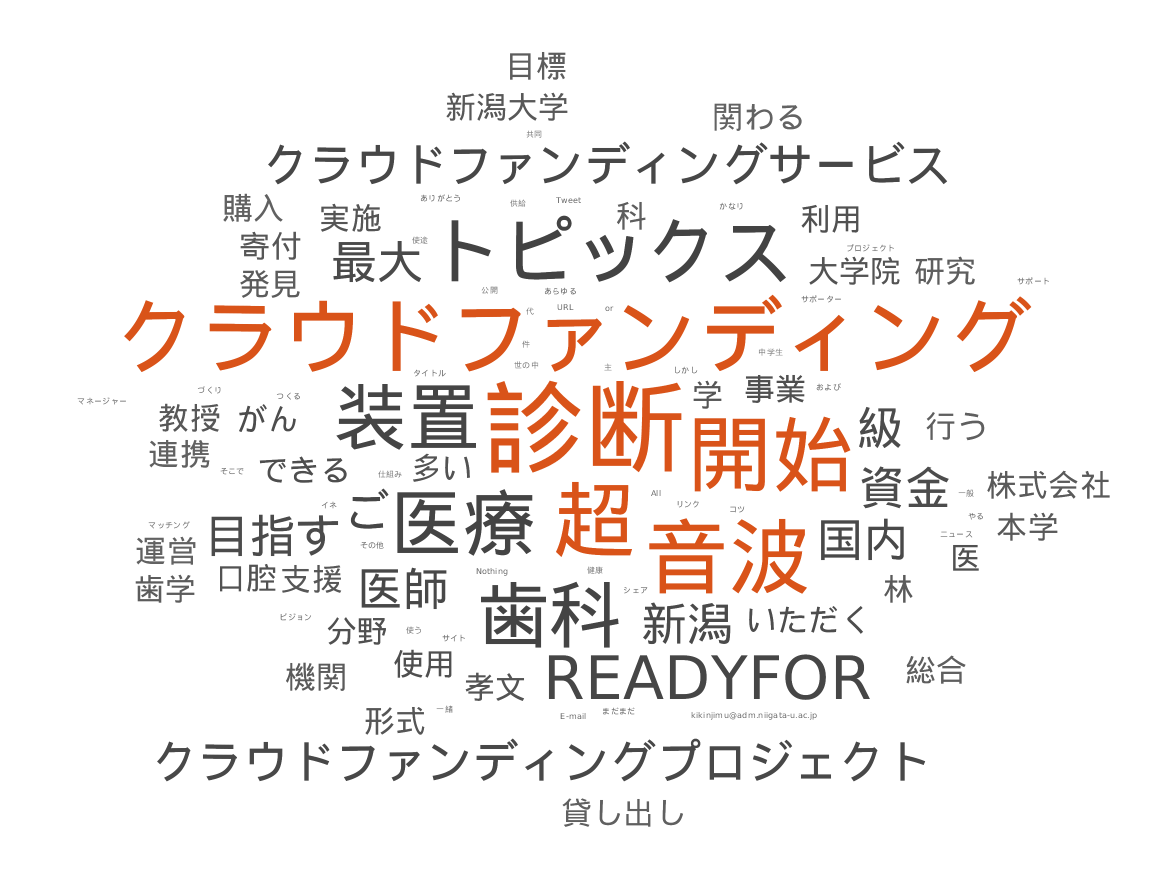 目標
新潟大学
関わる
共同
クラウドファンディングサービス
ありがとう
供給
Tweet
かなり
購入
実施
科
利用
寄付
使途
最大
トピックス
プロジェクト
大学院
研究
発見
サポート
公開
あらゆる
サポーター
クラウドファンディング
代
URL
or
件
中学生
世の中
主
しかし
タイトル
づくり
つくる
および
マネージャー
教授
がん
装置
診断
学
事業
開始
級
行う
連携
そこで
できる
仕組み
多い
資金
一般
株式会社
All
リンク
コツ
イネ
ご
医療
超
やる
本学
マッチング
目指す
その他
音波
国内
ニュース
医
運営
歯学
口腔
支援
医師
Nothing
健康
シェア
林
ビジョン
分野
使う
サイト
歯科
新潟
いただく
機関
使用
孝文
READYFOR
総合
形式
一緒
E-mail
まだまだ
kikinjimu@adm.niigata-u.ac.jp
クラウドファンディングプロジェクト
貸し出し